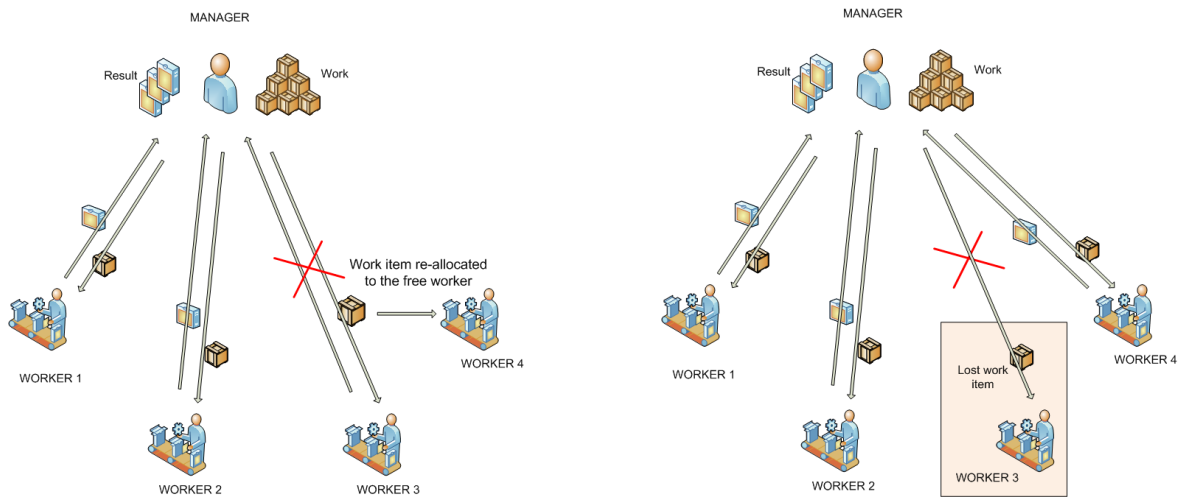 MANAGER
Result
Work
Work item re-allocated
to the free worker
WORKER 1
WORKER 4
WORKER 2
WORKER 3
MANAGER
Result
Work
WORKER 4
Lost work
item
WORKER 1
WORKER 3
WORKER 2